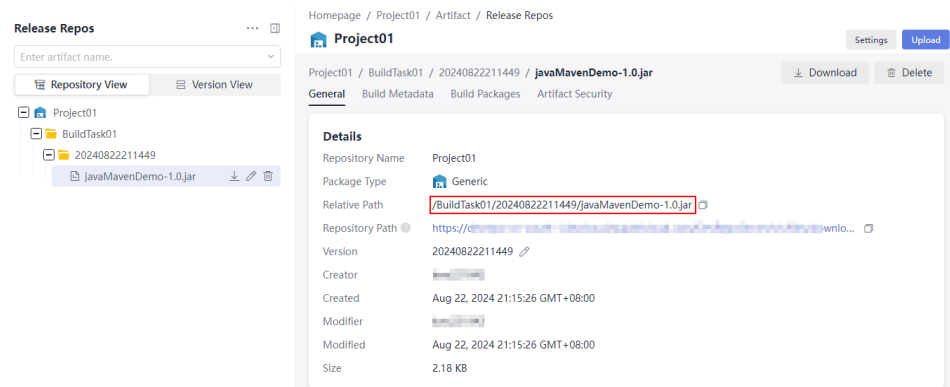 Release Repos
Enter artifact name.
Repository View
Version View
Project01
BuildTask01
20240822211449
javaMavenDemo-1.0.jar
Homepage / Project01 / Artifact / Release Repos
Project01
Settings
Upload
Project01 / BuildTask01 / 20240822211449 / javaMavenDemo-1.0.jar
Download
Delete
General Build Metadata Build Packages Artifact Security
Details
Repository Name Project01
Package Type Generic
Relative Path /BuildTask01/20240822211449/javaMavenDemo-1.0.jar
Repository Path
Version 20240822211449
Creator
Created Aug 22, 2024 21:15:26 GMT+08:00
Modifier
Modified Aug 22, 2024 21:15:26 GMT+08:00
Size 2.18 KB